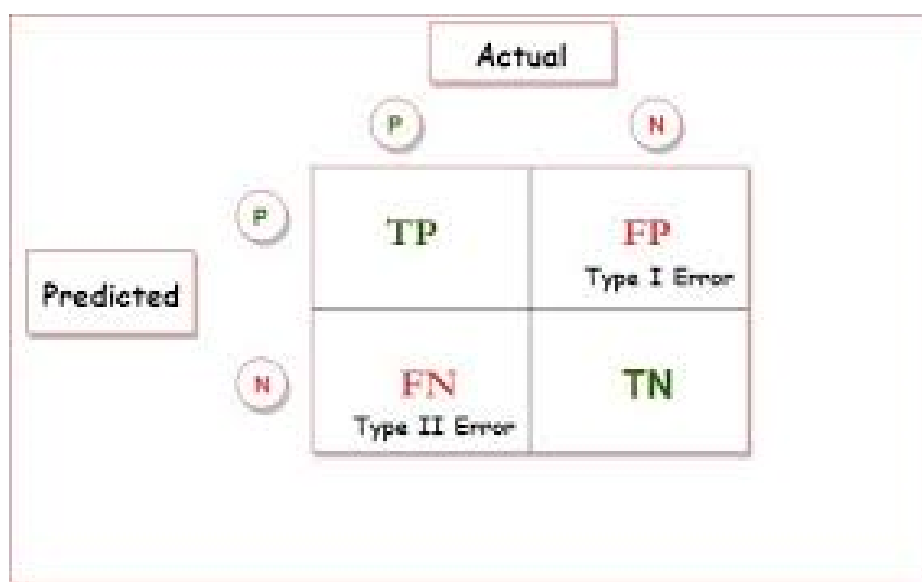 Actual
P N
P TP FP
Type I Error
Predicted
N FN TN
Type II Error